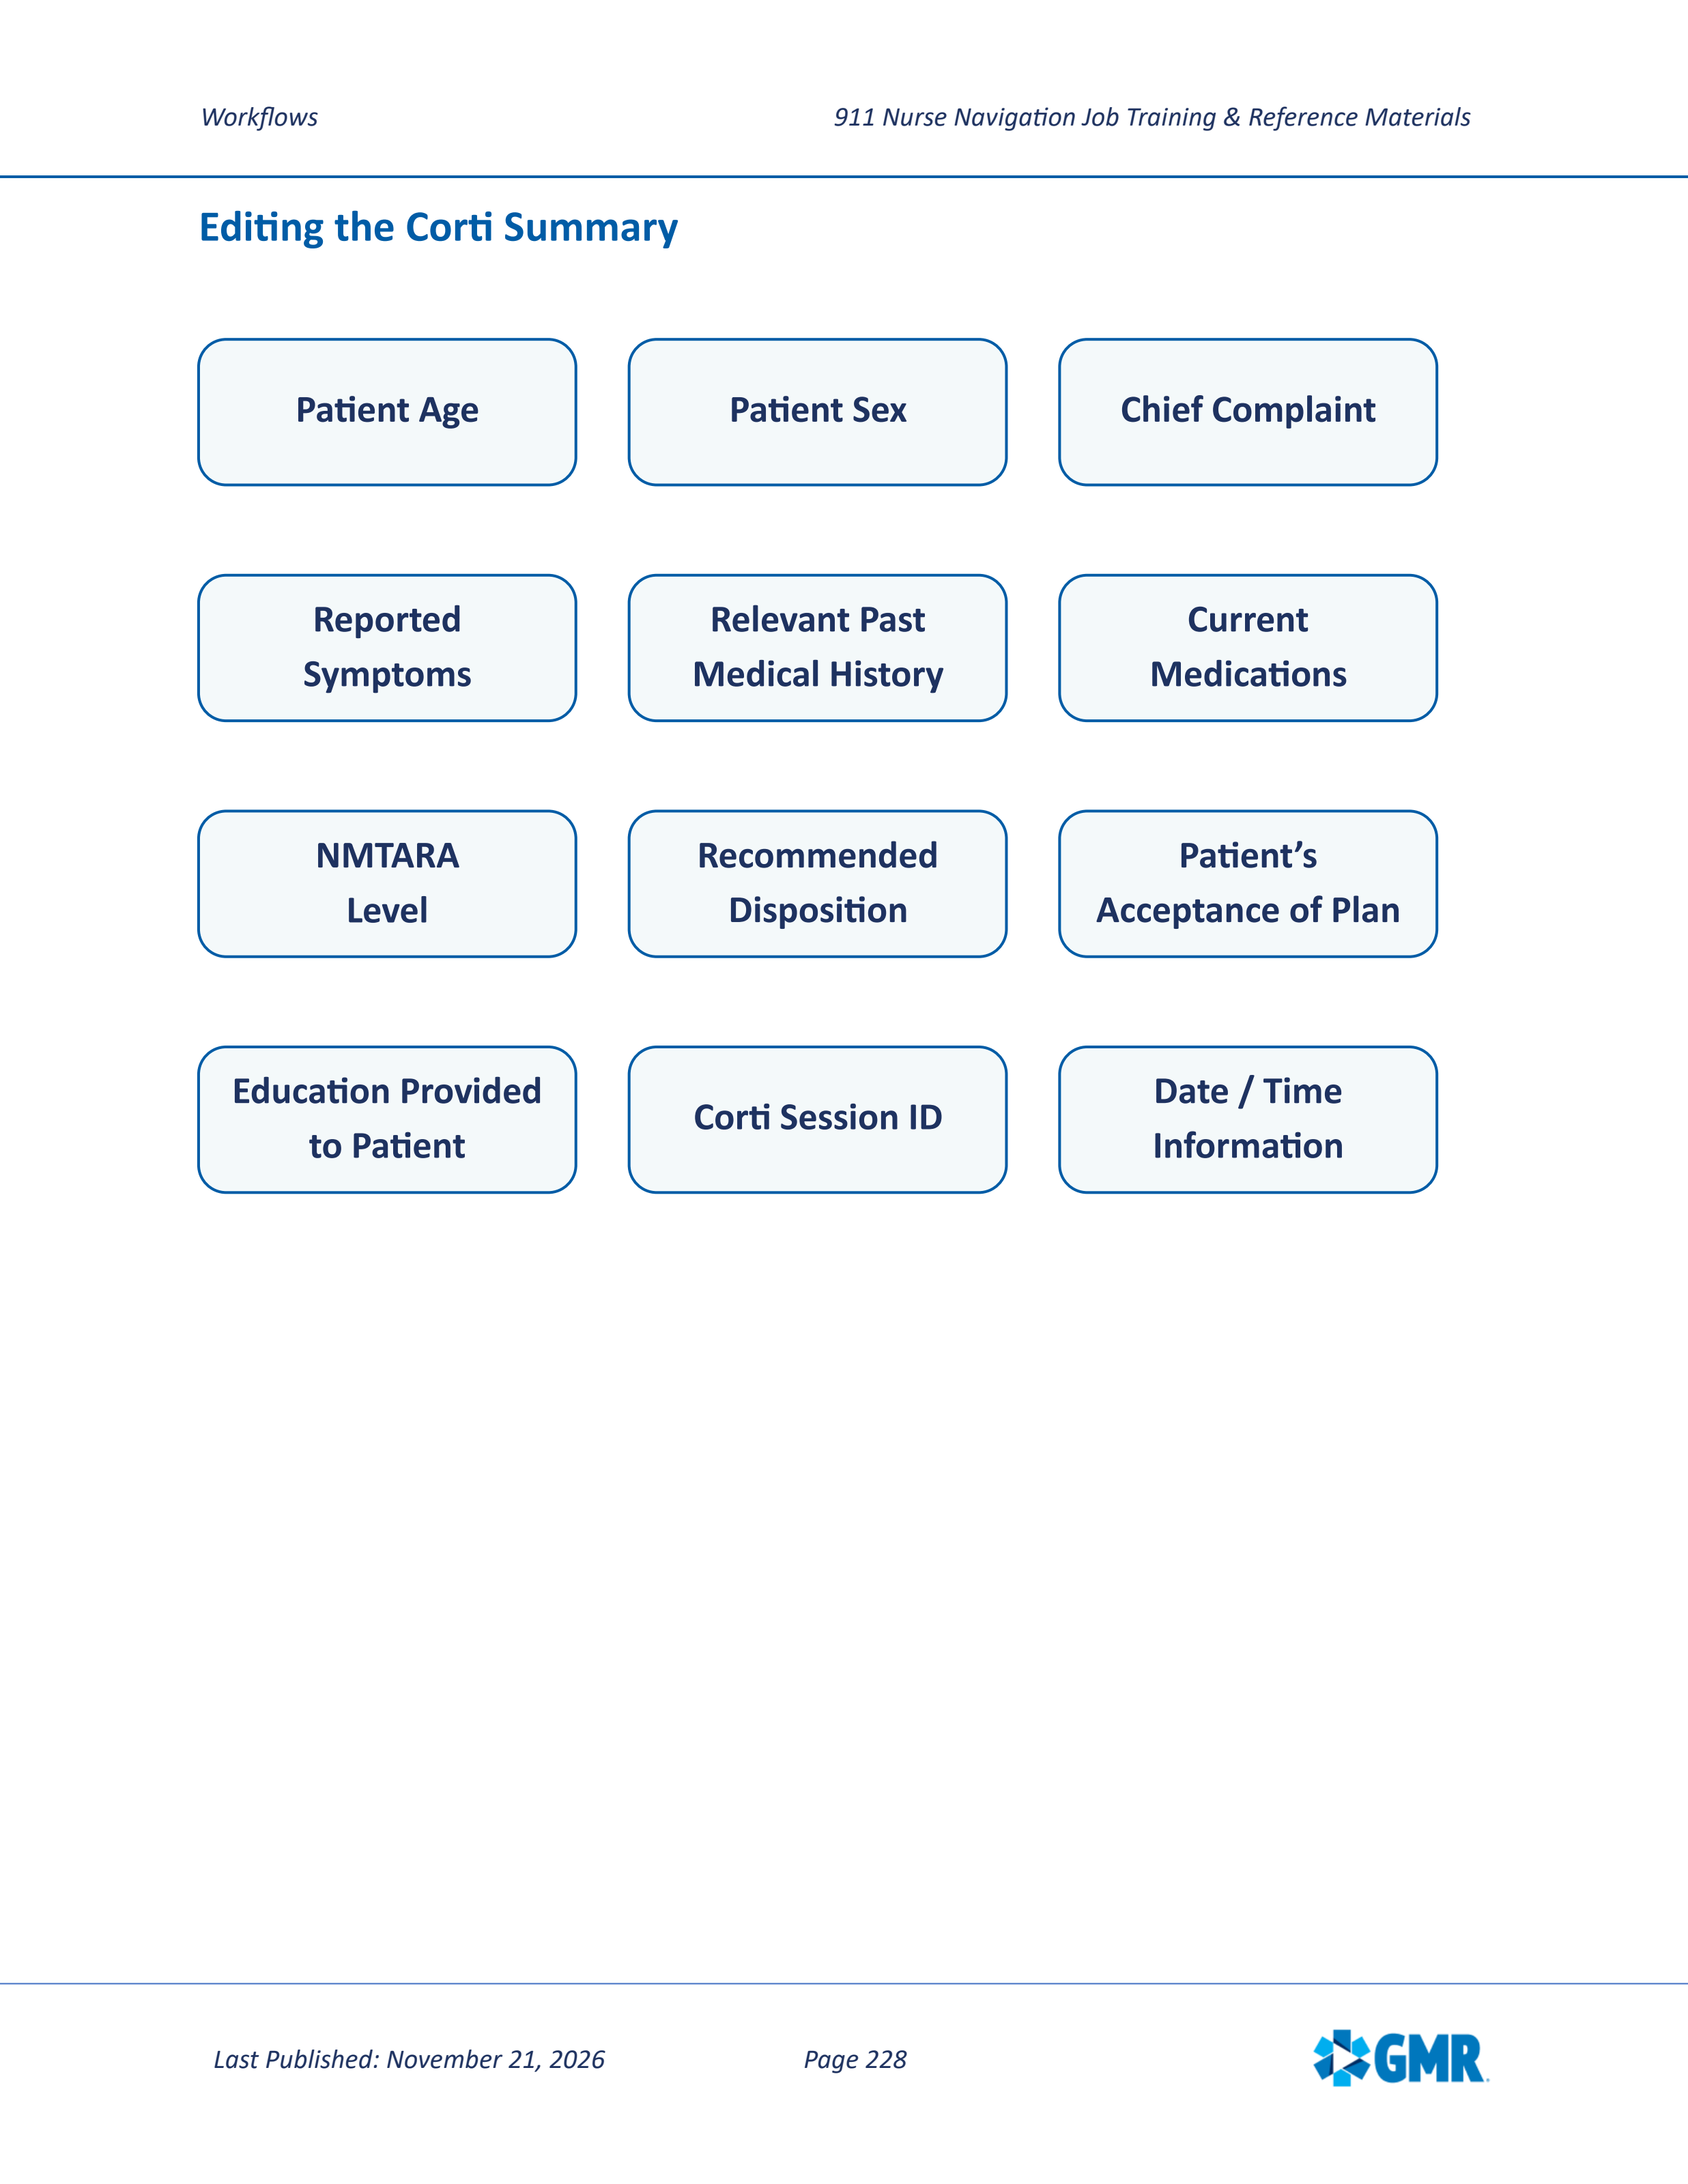 Workflows
911 Nurse Navigation Job Training & Reference Materials
Editing the Corti Summary
Patient Age
Patient Sex
Chief Complaint
Reported
Symptoms
Relevant Past
Medical History
Current
Medications
NMTARA
Level
Recommended
Disposition
Patient’s
Acceptance of Plan
Education Provided
to Patient
Corti Session ID
Date / Time
Information
Last Published: November 21, 2026
Page 228
GMR